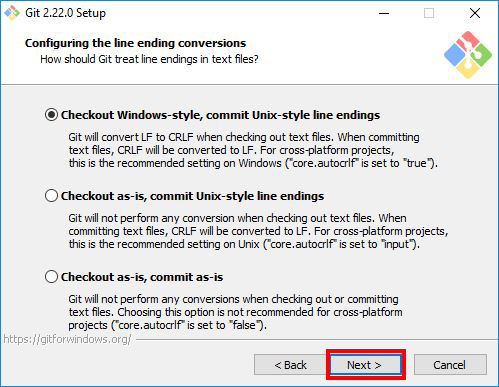 Git 2.22.0 Setup
Configuring the line ending conversions
How should Git treat line endings in text files?
Checkout Windows-style, commit Unix-style line endings
Git will convert LF to CRLF when checking out text files. When committing
text files, CRLF will be converted to LF. For cross-platform projects,
this is the recommended setting on Windows ("core.autocrlf" is set to "true").
Checkout as-is, commit Unix-style line endings
Git will not perform any conversion when checking out text files. When
committing text files, CRLF will be converted to LF. For cross-platform projects,
this is the recommended setting on Unix ("core.autocrlf" is set to "input").
Checkout as-is, commit as-is
Git will not perform any conversions when checking out or committing
text files. Choosing this option is not recommended for cross-platform
projects ("core.autocrlf" is set to "false").
https://gitforwindows.org/
< Back
Next >
Cancel